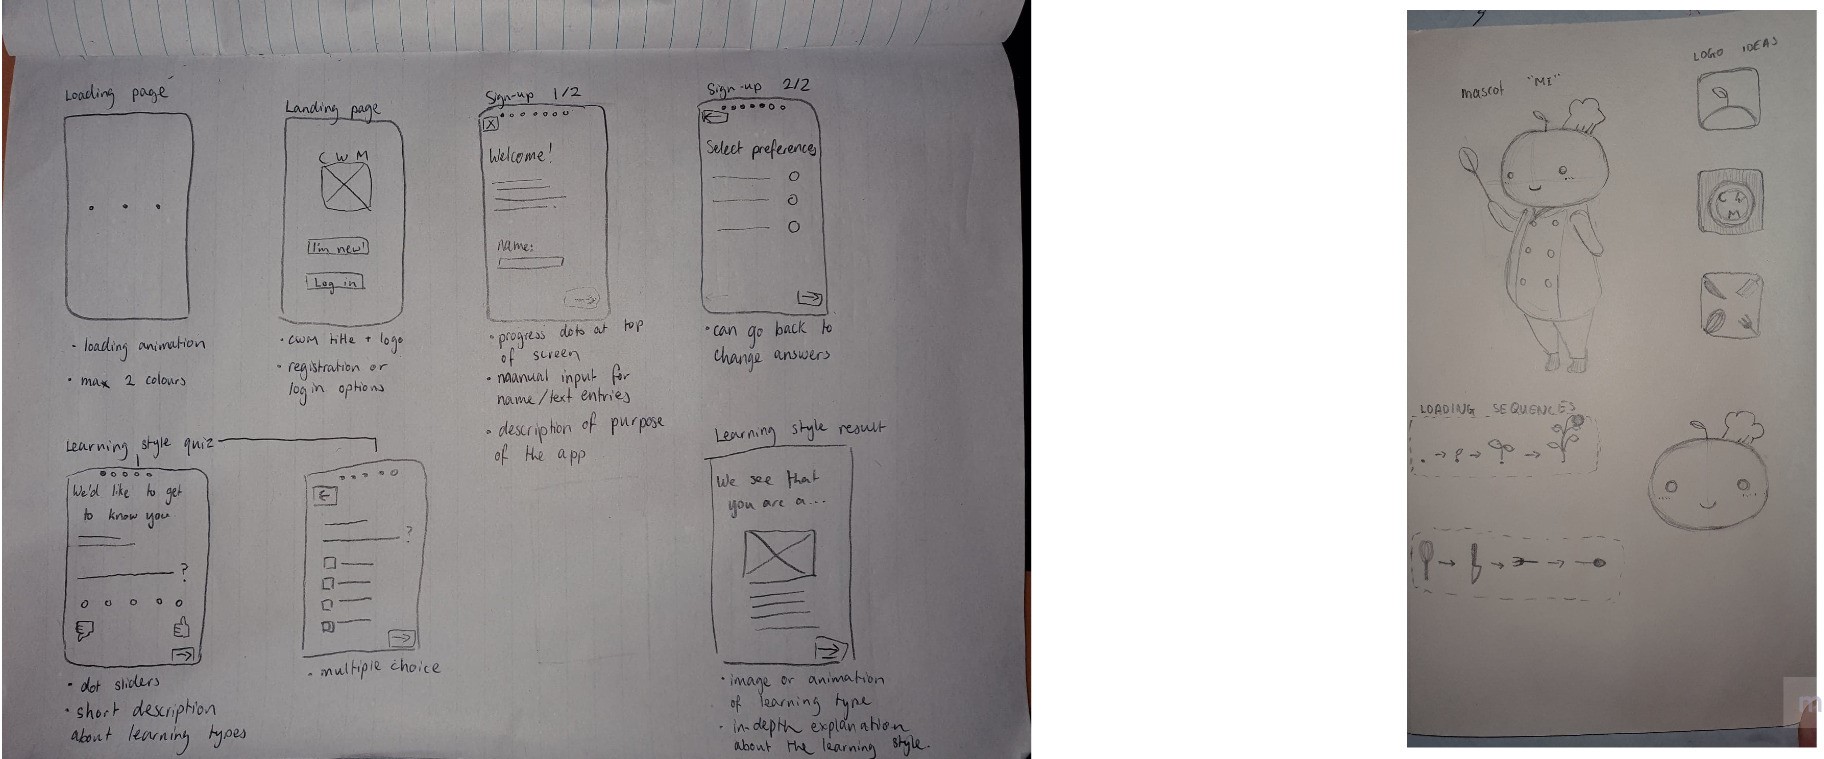 Loading page
Landing page
Sign-up 1/2
Sign-up 2/2
C W M
I'm new!
Log in
Welcome!
name:
Select preferences
• loading animation
• max 2 colours
• CWM title + logo
• registration or
log in options
• progress dots at top
of screen
• maanual input for
name/text entries
• description of purpose
of the app
• can go back to
change answers
Learning style quiz
We'd like to get
to know you
?
?
• dot sliders
• short description
about learning types
• multiple choice
Learning style result
We see that
you are a...
• image or animation
of learning type
• in-depth explanation
about the learning style.
mascot "MI"
LOGO IDEAS
C W
M
LOADING SEQUENCES
m